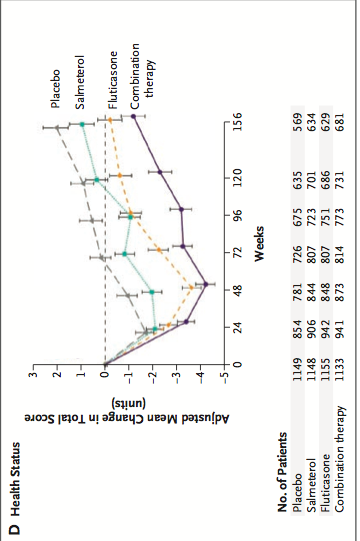 D Health Status
Adjusted Mean Change in Total Score
(units)
3
2
1
0
−1
−2
−3
−4
−5
Placebo
Salmeterol
Fluticasone
Combination
therapy
0 24 48 72 96 120 156
Weeks
No. of Patients
Placebo 1149 854 781 726 675 635 569
Salmeterol 1148 906 844 807 723 701 634
Fluticasone 1155 942 848 807 751 686 629
Combination therapy 1133 941 873 814 773 731 681